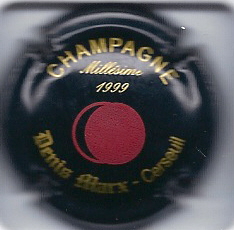 CHAMPAGNE
Millésime
1999
Denis Marx - Cerseuil